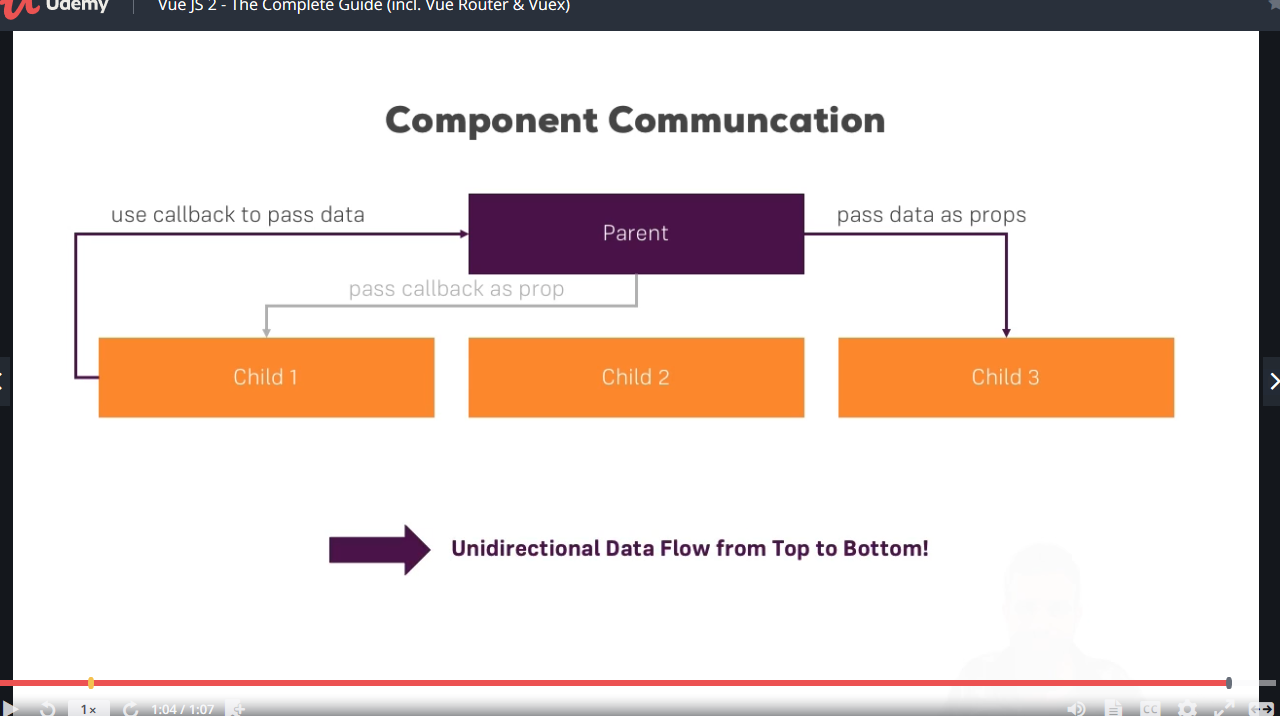 Udemy
Vue JS 2 - The Complete Guide (incl. Vue Router & Vuex)
Component Communcation
use callback to pass data
Parent
pass data as props
pass callback as prop
Child 1
Child 2
Child 3
Unidirectional Data Flow from Top to Bottom!
1×
1:04 / 1:07
CC